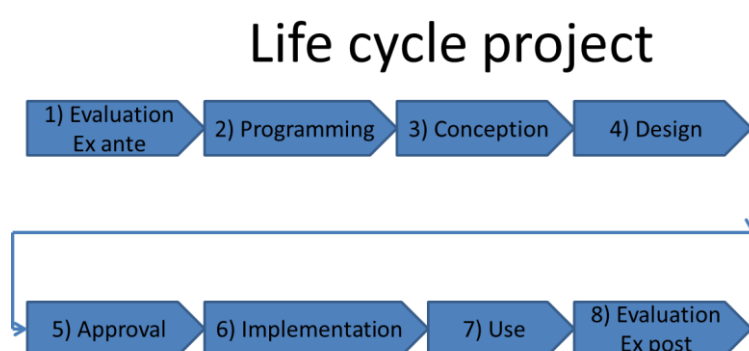 Life cycle project
1) Evaluation
Ex ante
2) Programming
3) Conception
4) Design
5) Approval
6) Implementation
7) Use
8) Evaluation
Ex post